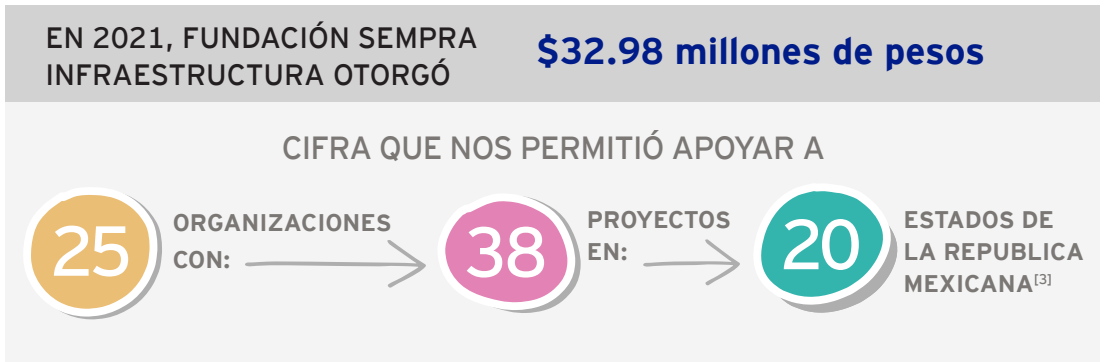 EN 2021, FUNDACIÓN SEMPRA
INFRAESTRUCTURA OTORGÓ
$32.98 millones de pesos
CIFRA QUE NOS PERMITIÓ APOYAR A
25
ORGANIZACIONES
CON:
38
PROYECTOS
EN:
20
ESTADOS DE
LA REPUBLICA
MEXICANA[3]